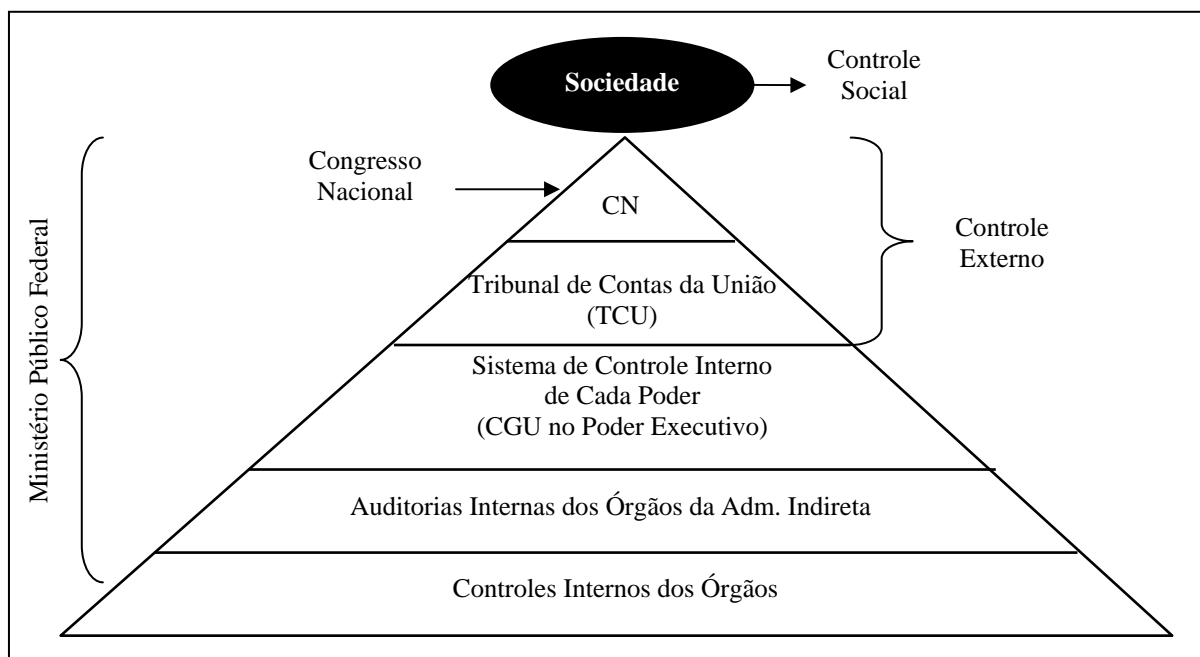 Sociedade
Controle
Social
Congresso
Nacional
CN
Controle
Externo
Ministério Público Federal
Tribunal de Contas da União
(TCU)
Sistema de Controle Interno
de Cada Poder
(CGU no Poder Executivo)
Auditorias Internas dos Órgãos da Adm. Indireta
Controles Internos dos Órgãos